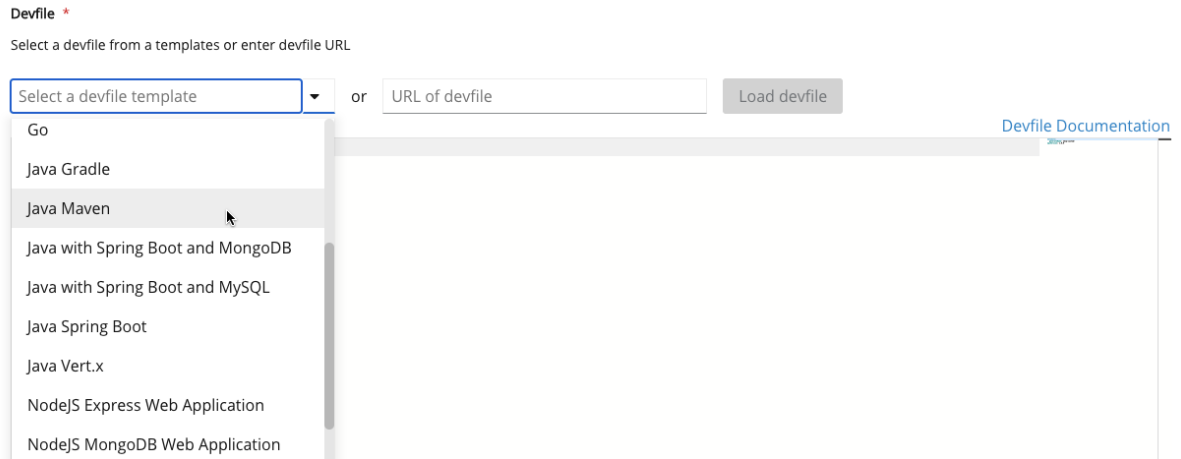 Devfile *
Select a devfile from a templates or enter devfile URL
Select a devfile template or URL of devfile Load devfile
Devfile Documentation
Go
Java Gradle
Java Maven
Java with Spring Boot and MongoDB
Java with Spring Boot and MySQL
Java Spring Boot
Java Vert.x
NodeJS Express Web Application
NodeJS MongoDB Web Application